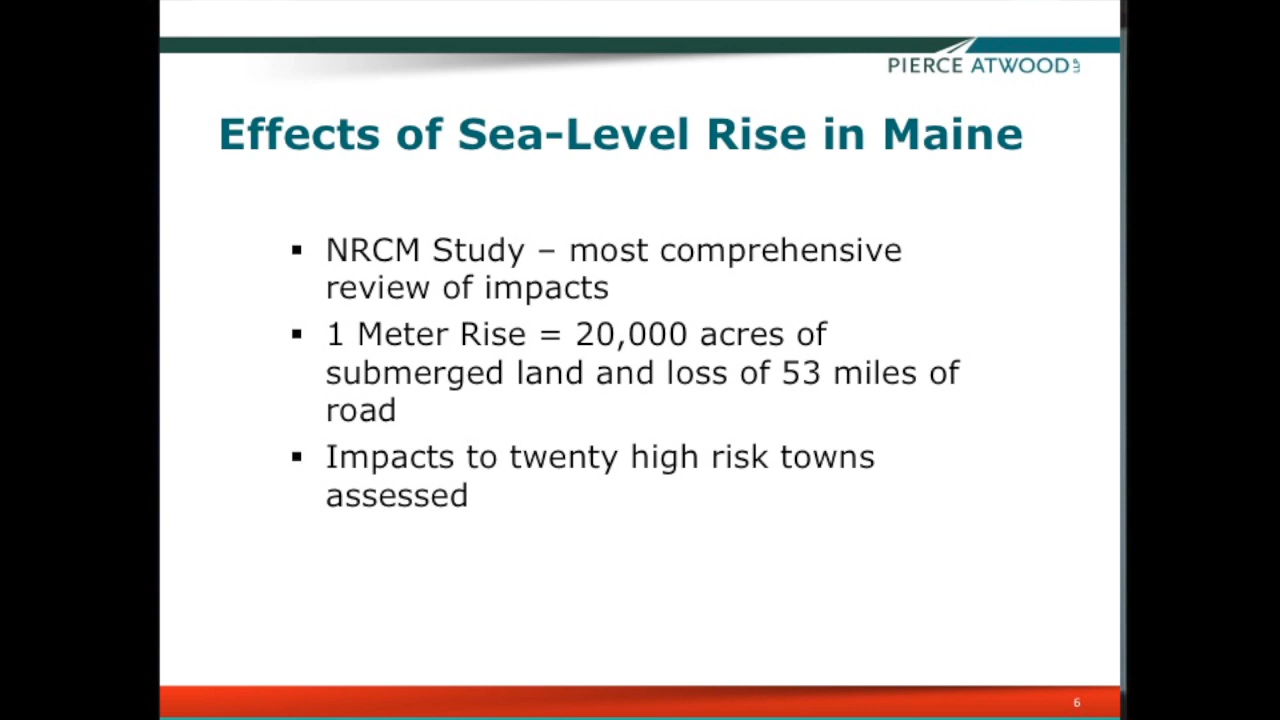 PIERCE ATWOOD LLP
Effects of Sea-Level Rise in Maine
▪ NRCM Study – most comprehensive
review of impacts
▪ 1 Meter Rise = 20,000 acres of
submerged land and loss of 53 miles of
road
▪ Impacts to twenty high risk towns
assessed
6